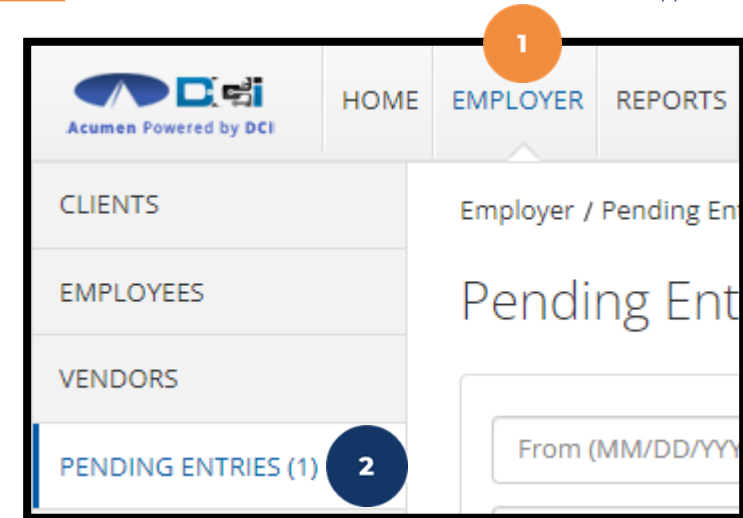 1
DCI
Acumen Powered by DCI
HOME EMPLOYER REPORTS
CLIENTS
EMPLOYEES
VENDORS
PENDING ENTRIES (1) 2
Employer / Pending En
Pending Ent
From (MM/DD/YYY